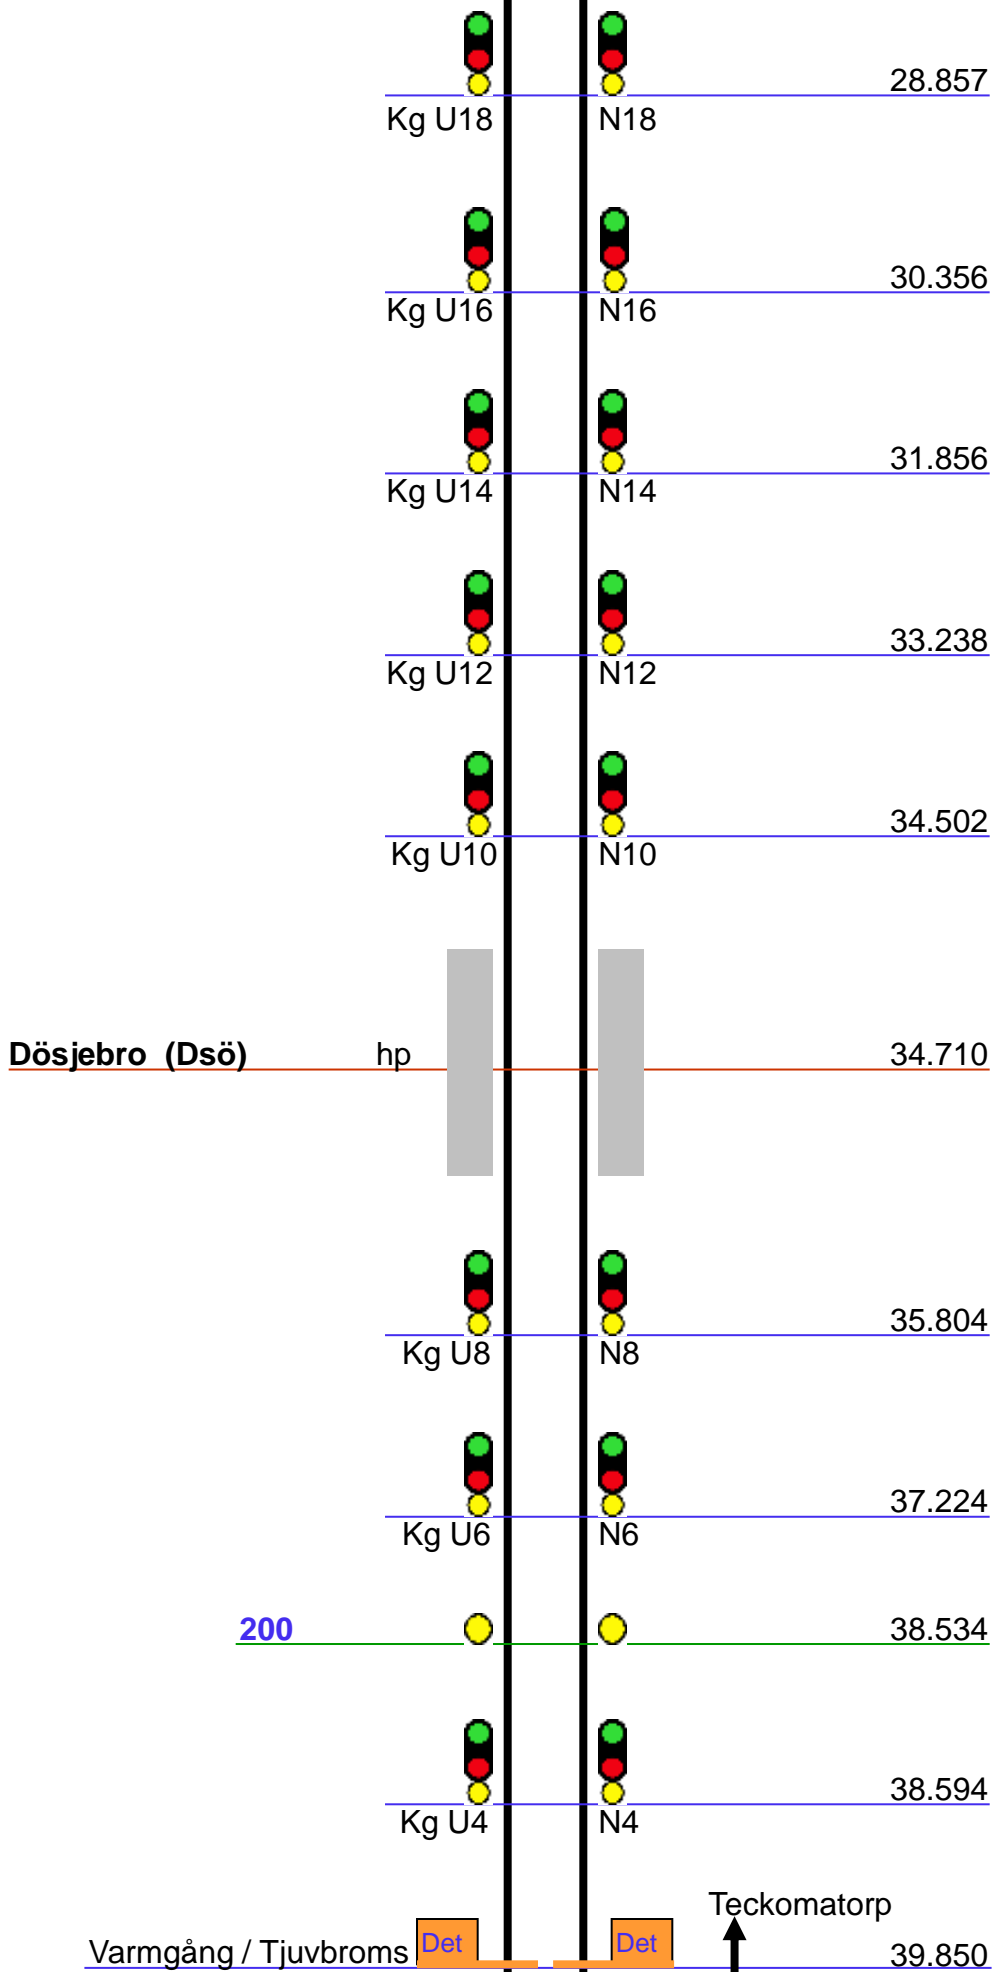 28.857
Kg U18 N18
30.356
Kg U16 N16
31.856
Kg U14 N14
33.238
Kg U12 N12
34.502
Kg U10 N10
Dösjebro (Dsö) hp 34.710
35.804
Kg U8 N8
37.224
Kg U6 N6
200 38.534
38.594
Kg U4 N4
Teckomatorp
Varmgång / Tjuvbroms Det Det 39.850